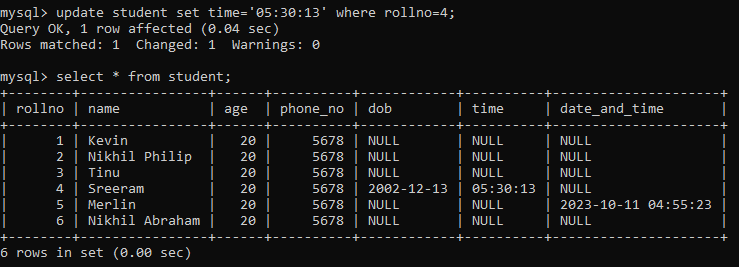 mysql> update student set time='05:30:13' where rollno=4;
Query OK, 1 row affected (0.04 sec)
Rows matched: 1  Changed: 1  Warnings: 0

mysql> select * from student;
+--------+----------------+------+----------+------------+----------+---------------------+
| rollno | name           | age  | phone_no | dob        | time     | date_and_time       |
+--------+----------------+------+----------+------------+----------+---------------------+
|      1 | Kevin          |   20 |     5678 | NULL       | NULL     | NULL                |
|      2 | Nikhil Philip  |   20 |     5678 | NULL       | NULL     | NULL                |
|      3 | Tinu           |   20 |     5678 | NULL       | NULL     | NULL                |
|      4 | Sreeram        |   20 |     5678 | 2002-12-13 | 05:30:13 | NULL                |
|      5 | Merlin         |   20 |     5678 | NULL       | NULL     | 2023-10-11 04:55:23 |
|      6 | Nikhil Abraham |   20 |     5678 | NULL       | NULL     | NULL                |
+--------+----------------+------+----------+------------+----------+---------------------+
6 rows in set (0.00 sec)